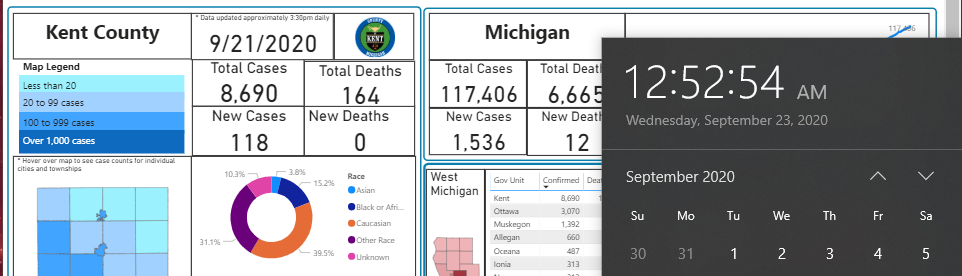 Kent County
* Data updated approximately 3:30pm daily
9/21/2020
KENT
Michigan
117,406
Map Legend
Less than 20
20 to 99 cases
100 to 999 cases
Over 1,000 cases
Total Cases
8,690
Total Deaths
164
New Cases
118
New Deaths
0
Total Cases
117,406
Total Deat
6,665
New Cases
1,536
New Deat
12
* Hover over map to see case counts for individual
cities and townships
10.3%
3.8%
15.2%
31.1%
39.5%
Race
Asian
Black or Afri...
Caucasian
Other Race
Unknown
West
Michigan
Gov Unit Confirmed Deat
Kent 8,690 1
Ottawa 3,070
Muskegon 1,392
Allegan 660
Oceana 487
Ionia 313
12:52:54 AM
Wednesday, September 23, 2020
September 2020
Su Mo Tu We Th Fr Sa
30 31 1 2 3 4 5